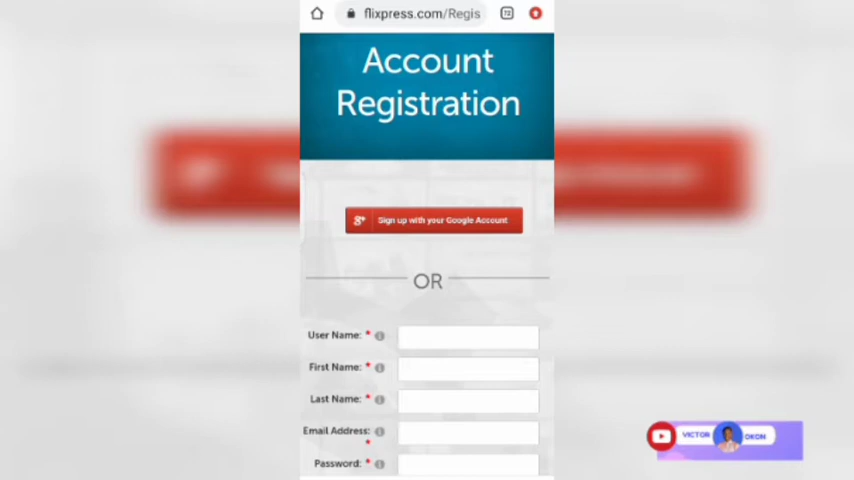 flixpress.com/Regis
72
Account
Registration
g+ Sign up with your Google Account
OR
User Name: *
First Name: *
Last Name: *
Email Address:
*
Password: *
VICTOR OKON